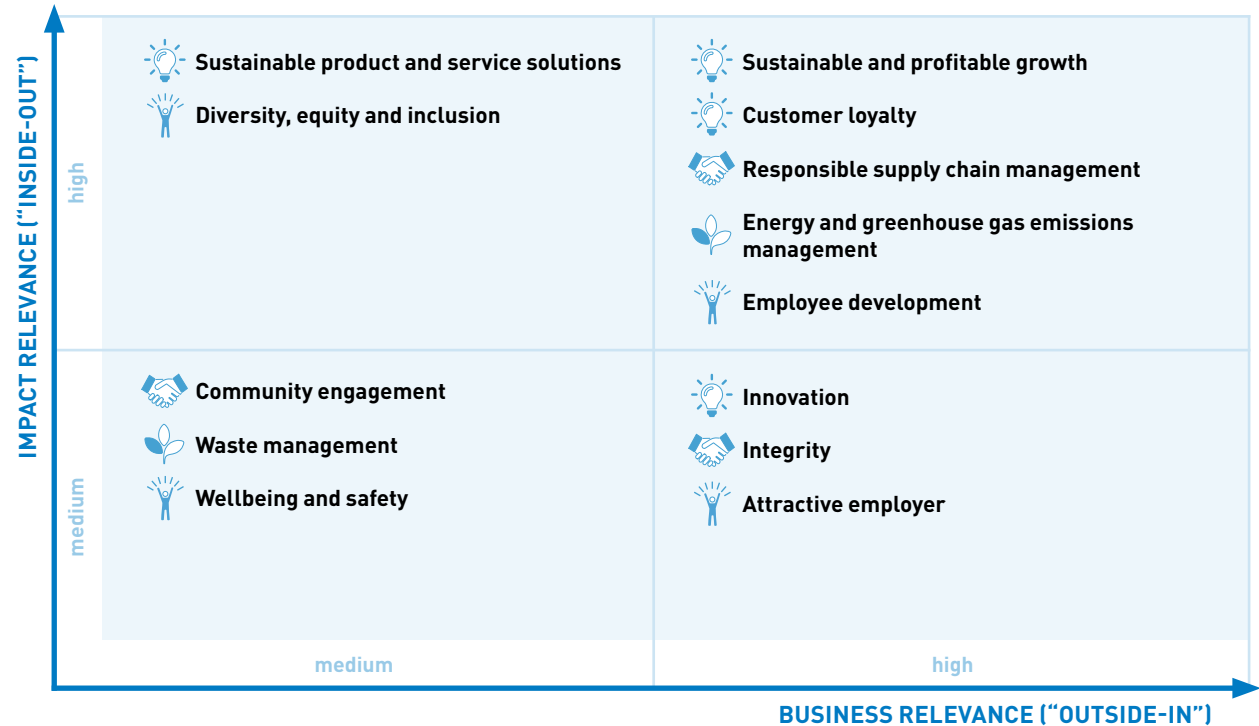 IMPACT RELEVANCE (“INSIDE-OUT”)
high
Sustainable product and service solutions
Diversity, equity and inclusion
Sustainable and profitable growth
Customer loyalty
Responsible supply chain management
Energy and greenhouse gas emissions
management
Employee development
medium
Community engagement
Waste management
Wellbeing and safety
Innovation
Integrity
Attractive employer
medium
high
BUSINESS RELEVANCE (“OUTSIDE-IN”)